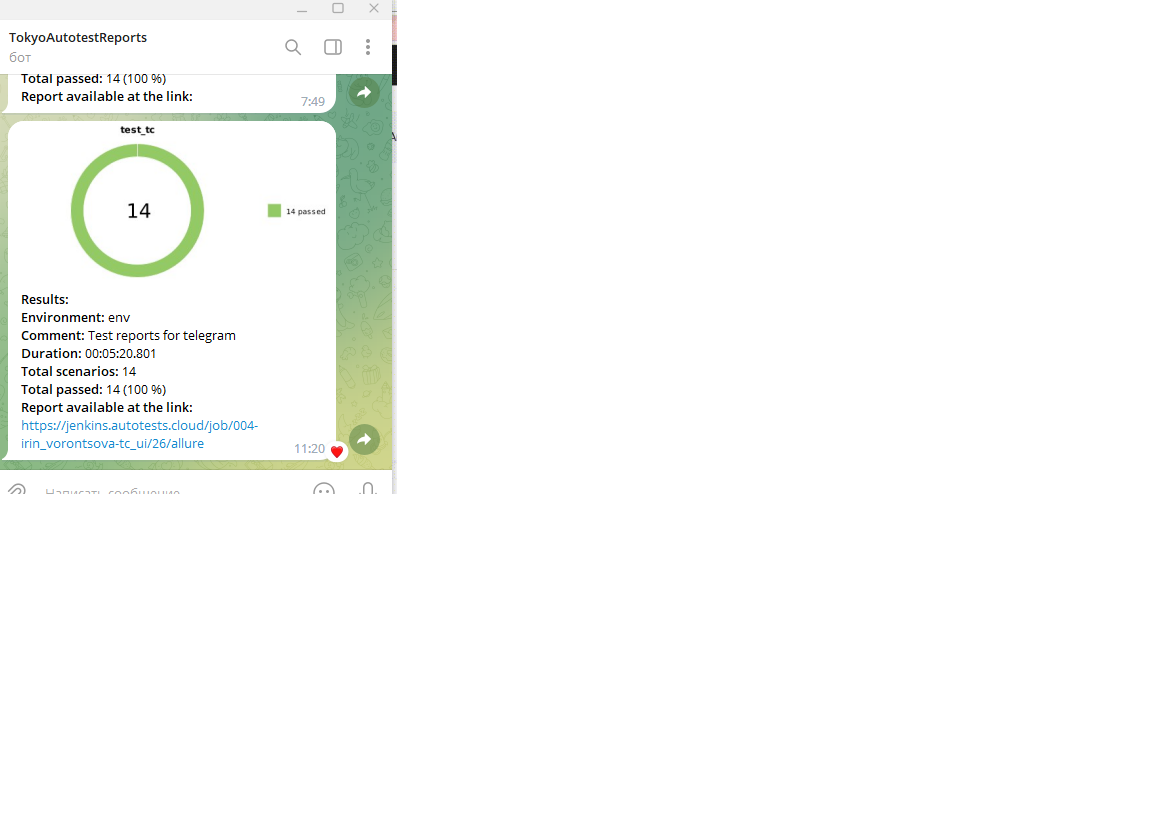 TokyoAutotestReports
бот
Total passed: 14 (100 %)
Report available at the link:
7:49
test_tc
14
14 passed
Results:
Environment: env
Comment: Test reports for telegram
Duration: 00:05:20.801
Total scenarios: 14
Total passed: 14 (100 %)
Report available at the link:
https://jenkins.autotests.cloud/job/004-
irin_vorontsova-tc_ui/26/allure
11:20
Написать сообщение